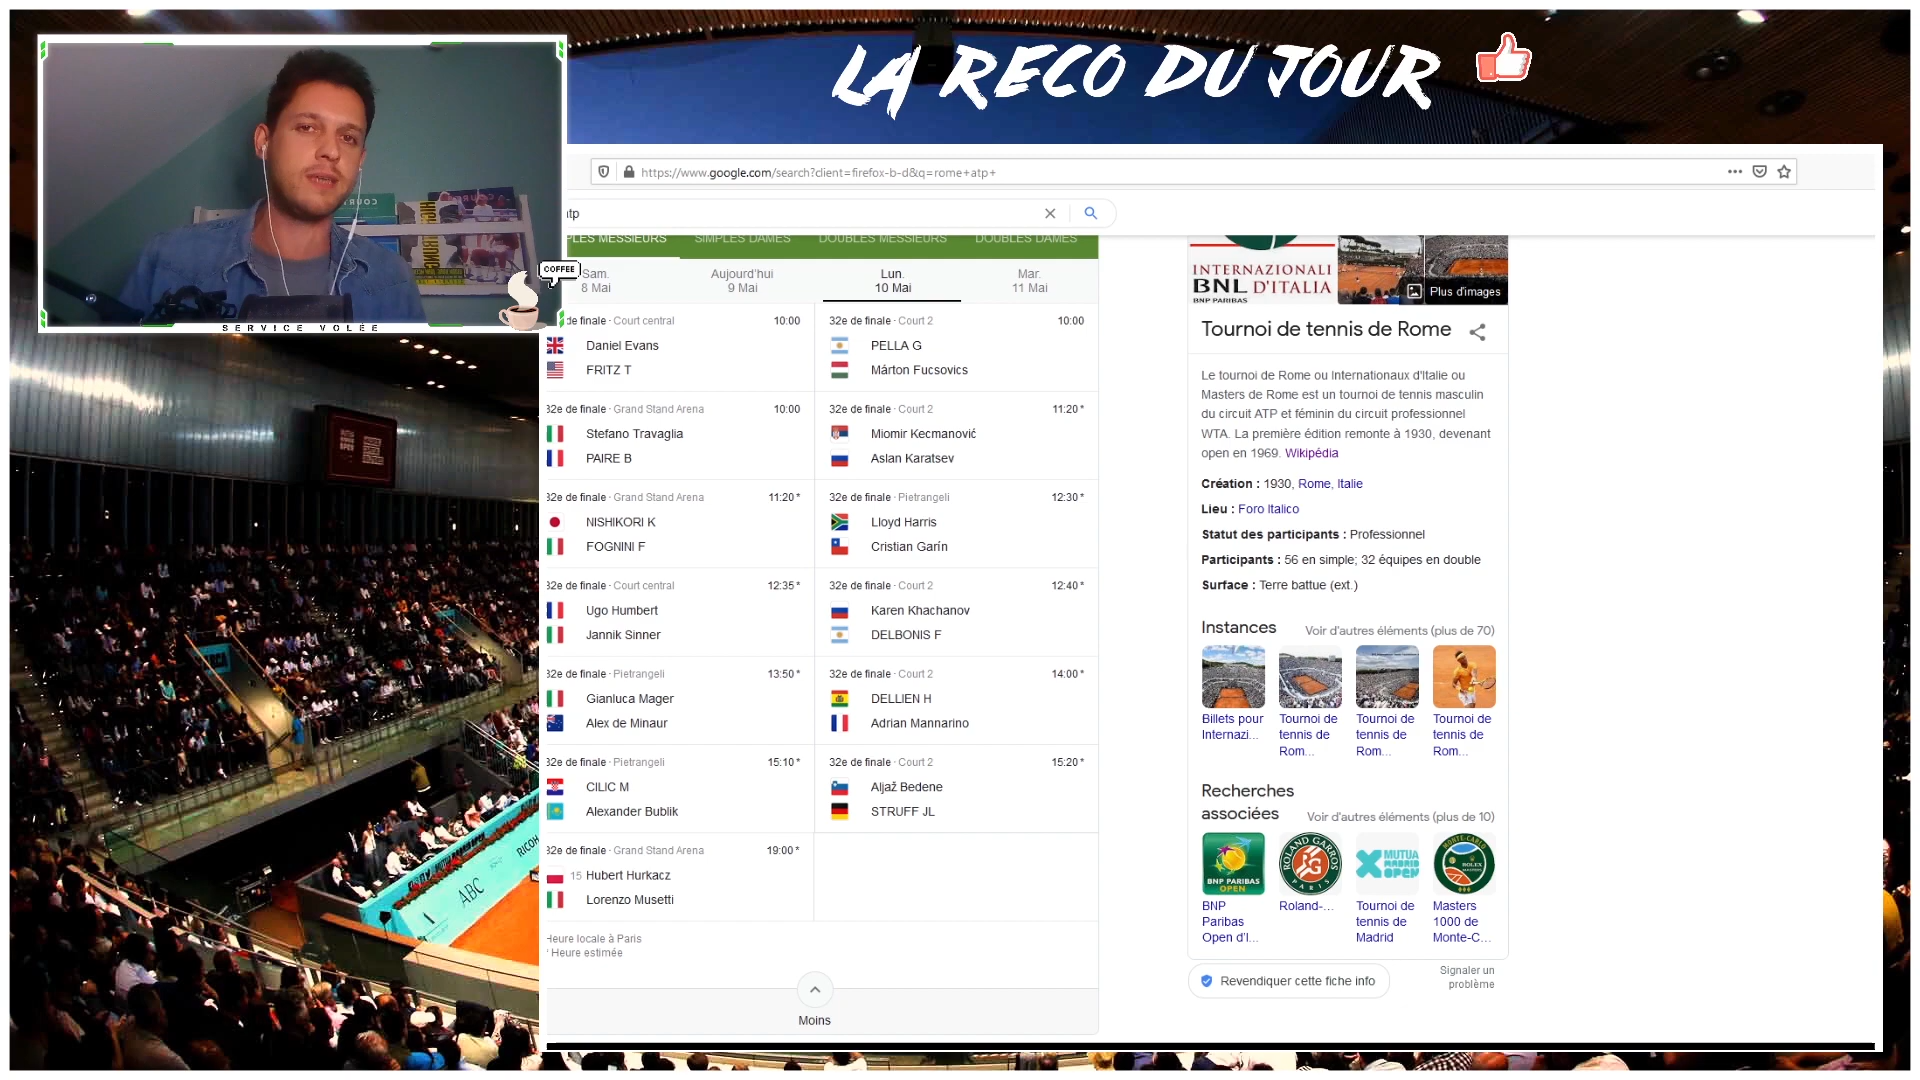 LA RECO DU JOUR
https://www.google.com/search?client=firefox-b-d&q=rome+atp+
atp
COFFEE
SERVICE VOLÉE
PLES MESSIEURS
SIMPLES DAMES
DOUBLES MESSIEURS
DOUBLES DAMES
Sam.
8 Mai
Aujourd'hui
9 Mai
Lun.
10 Mai
Mar.
11 Mai
de finale · Court central 10:00
Daniel Evans
FRITZ T
32e de finale · Court 2 10:00
PELLA G
Márton Fucsovics
32e de finale · Grand Stand Arena 10:00
Stefano Travaglia
PAIRE B
32e de finale · Court 2 11:20 *
Miomir Kecmanović
Aslan Karatsev
32e de finale · Grand Stand Arena 11:20 *
NISHIKORI K
FOGNINI F
32e de finale · Pietrangeli 12:30 *
Lloyd Harris
Cristian Garín
32e de finale · Court central 12:35 *
Ugo Humbert
Jannik Sinner
32e de finale · Court 2 12:40 *
Karen Khachanov
DELBONIS F
32e de finale · Pietrangeli 13:50 *
Gianluca Mager
Alex de Minaur
32e de finale · Court 2 14:00 *
DELLIEN H
Adrian Mannarino
32e de finale · Pietrangeli 15:10 *
CILIC M
Alexander Bublik
32e de finale · Court 2 15:20 *
Aljaž Bedene
STRUFF JL
32e de finale · Grand Stand Arena 19:00 *
15 Hubert Hurkacz
Lorenzo Musetti
Heure locale à Paris
* Heure estimée
Moins
INTERNAZIONALI
BNL D'ITALIA
BNP PARIBAS
Plus d'images
Tournoi de tennis de Rome
Le tournoi de Rome ou Internationaux d'Italie ou
Masters de Rome est un tournoi de tennis masculin
du circuit ATP et féminin du circuit professionnel
WTA. La première édition remonte à 1930, devenant
open en 1969. Wikipédia
Création : 1930, Rome, Italie
Lieu : Foro Italico
Statut des participants : Professionnel
Participants : 56 en simple; 32 équipes en double
Surface : Terre battue (ext.)
Instances
Voir d'autres éléments (plus de 70)
Billets pour
Internazi...
Tournoi de
tennis de
Rom...
Tournoi de
tennis de
Rom...
Tournoi de
tennis de
Rom...
Recherches
associées
Voir d'autres éléments (plus de 10)
BNP PARIBAS
OPEN
ROLAND GARROS
PARIS
MUTUA
MADRID
OPEN
MONTE-CARLO
ROLEX
MASTERS
BNP
Paribas
Open d'I...
Roland-...
Tournoi de
tennis de
Madrid
Masters
1000 de
Monte-C...
Revendiquer cette fiche info
Signaler un
problème
RICOH
ABC